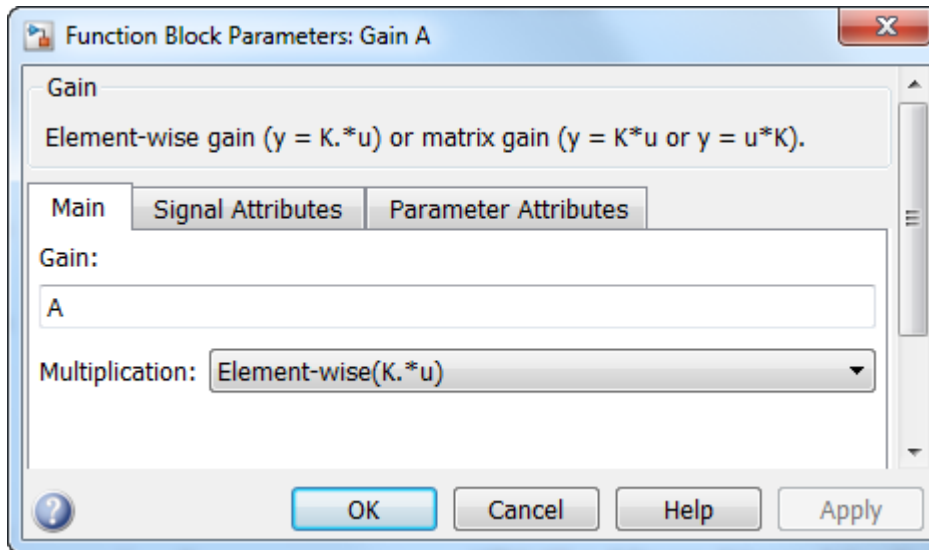 Function Block Parameters: Gain A
Gain
Element-wise gain (y = K.*u) or matrix gain (y = K*u or y = u*K).
Main Signal Attributes Parameter Attributes
Gain:
A
Multiplication: Element-wise(K.*u)
OK Cancel Help Apply